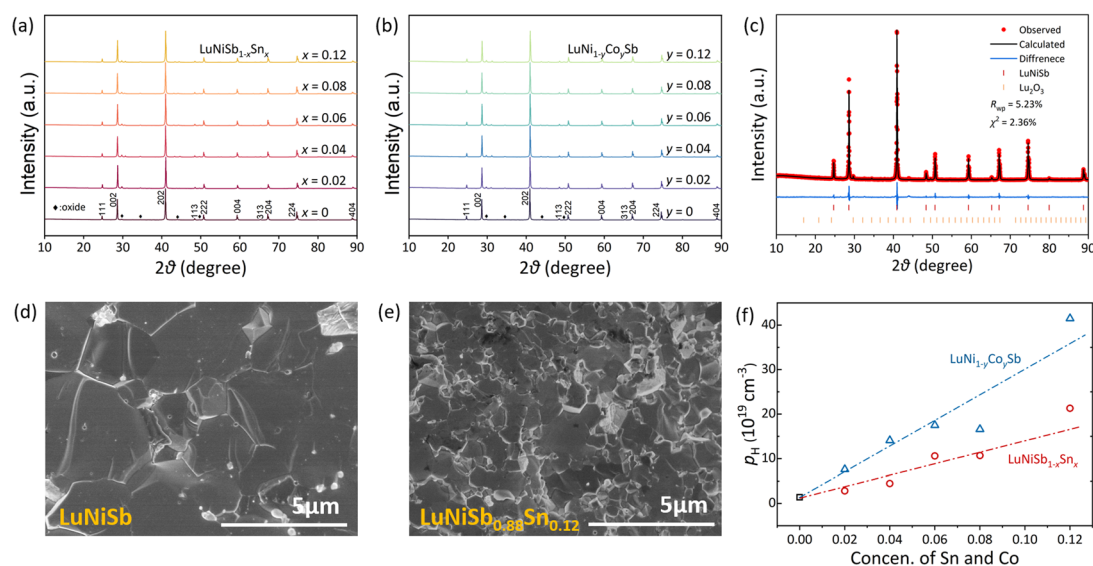 (a)
LuNiSb₁₋ₓSnₓ
x = 0.12
x = 0.08
x = 0.06
x = 0.04
x = 0.02
x = 0
♦:oxide
111
002
202
113
222
004
313
204
224
404
Intensity (a.u.)
10 20 30 40 50 60 70 80
2ϑ (degree)
(b)
LuNi₁₋yCoySb
y = 0.12
y = 0.08
y = 0.06
y = 0.04
y = 0.02
y = 0
111
002
202
113
222
004
313
204
224
404
Intensity (a.u.)
10 20 30 40 50 60 70 80
2ϑ (degree)
(c)
Observed
Calculated
Diffrenece
LuNiSb
Lu₂O₃
Rwp = 5.23%
χ² = 2.36%
Intensity (a.u.)
10 20 30 40 50 60 70 80 90
2ϑ (degree)
(d)
LuNiSb
5μm
(e)
LuNiSb₀.₈₈Sn₀.₁₂
5μm
(f)
40
30
20
10
0
pH (10¹⁹ cm⁻³)
LuNi₁₋yCoySb
LuNiSb₁₋ₓSnₓ
0.00 0.02 0.04 0.06 0.08 0.10 0.12
Concen. of Sn and Co